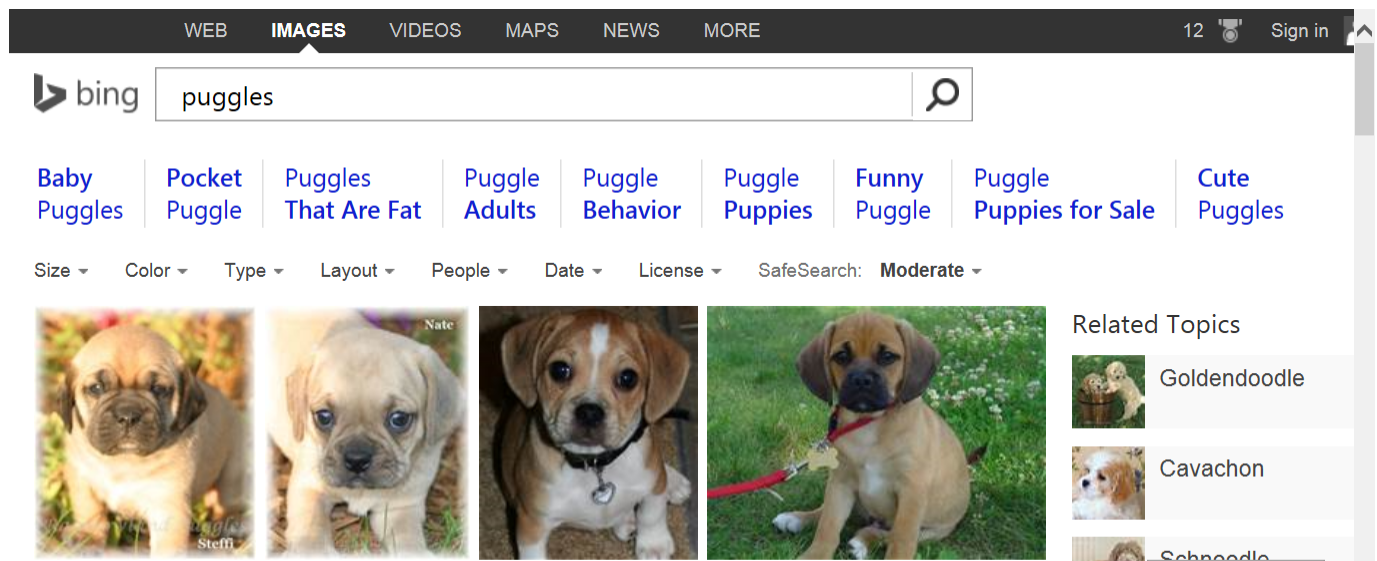 WEB IMAGES VIDEOS MAPS NEWS MORE 12 Sign in
bing puggles
Baby Pocket Puggles Puggle Puggle Puggle Funny Puggle Cute
Puggles Puggle That Are Fat Adults Behavior Puppies Puggle Puppies for Sale Puggles
Size Color Type Layout People Date License SafeSearch: Moderate
Nate
Steffi
Related Topics
Goldendoodle
Cavachon
Schnoodle